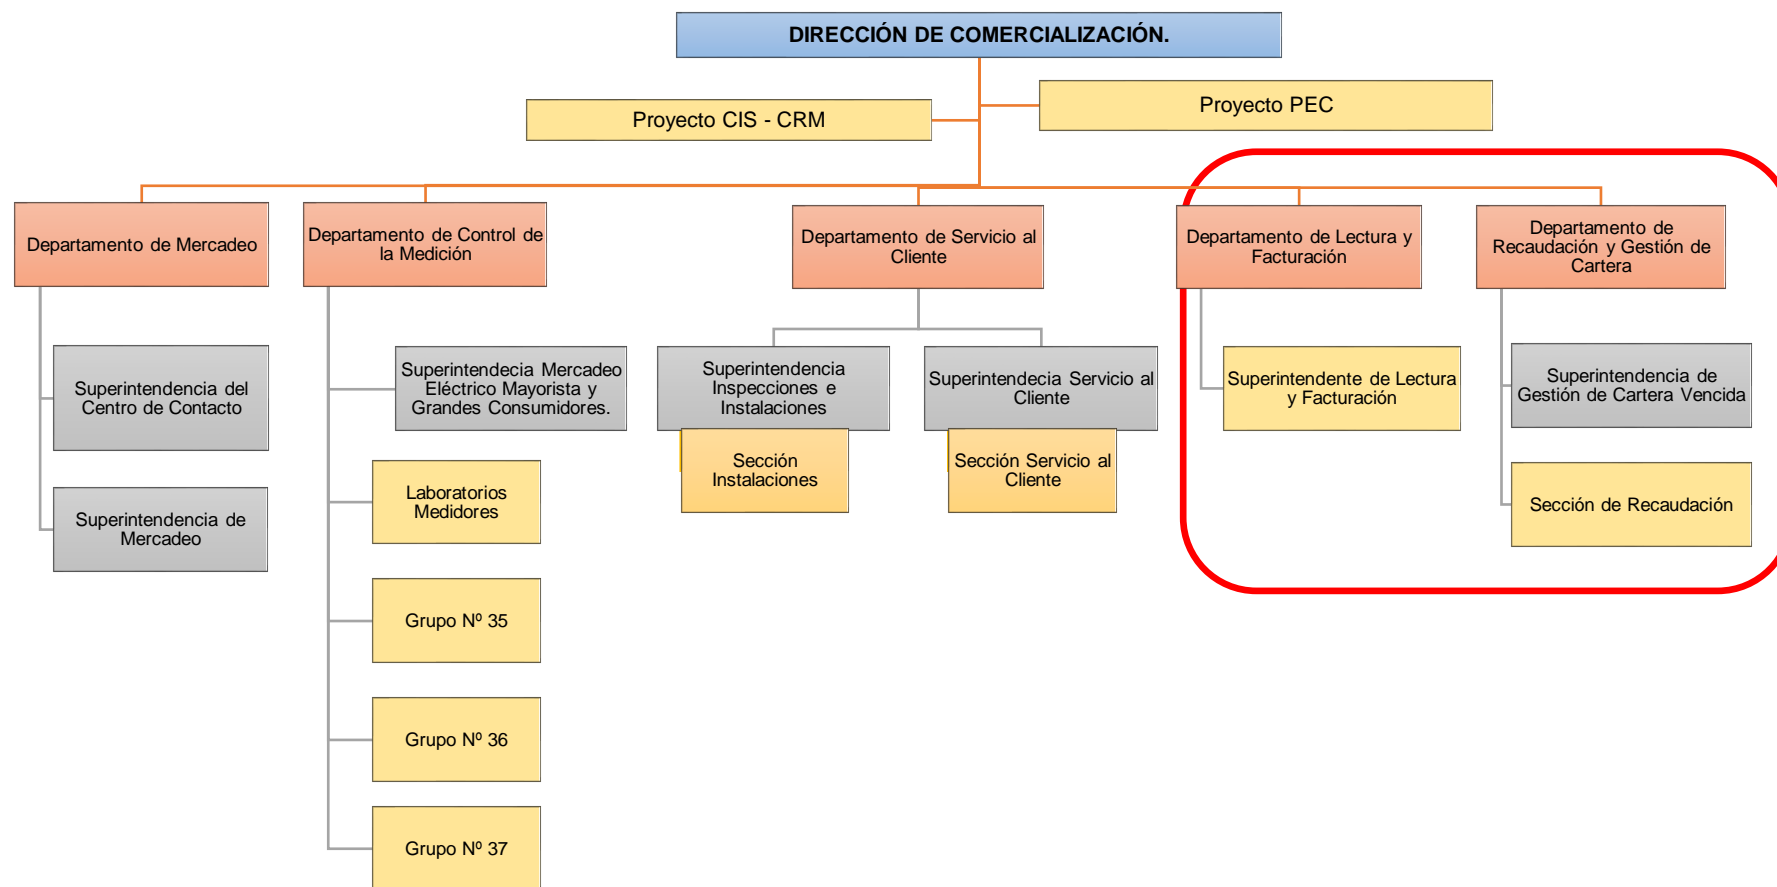 DIRECCIÓN DE COMERCIALIZACIÓN.
Proyecto CIS - CRM
Proyecto PEC
Departamento de Mercadeo
Departamento de Control de
la Medición
Departamento de Servicio al
Cliente
Departamento de Lectura y
Facturación
Departamento de
Recaudación y Gestión de
Cartera
Superintendencia del
Centro de Contacto
Superintendencia de
Mercadeo
Superintendecia Mercadeo
Eléctrico Mayorista y
Grandes Consumidores.
Laboratorios
Medidores
Grupo Nº 35
Grupo Nº 36
Grupo Nº 37
Superintendencia
Inspecciones e
Instalaciones
Sección
Instalaciones
Superintendecia Servicio al
Cliente
Sección Servicio al
Cliente
Superintendente de Lectura
y Facturación
Superintendencia de
Gestión de Cartera Vencida
Sección de Recaudación